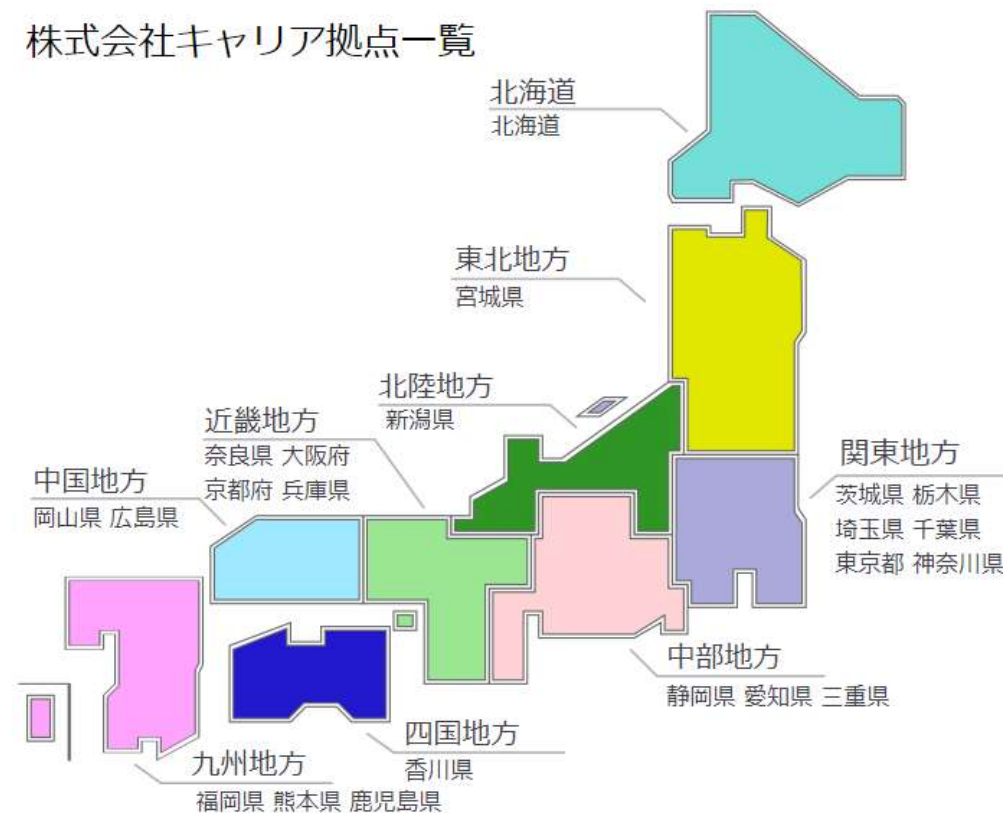 株式会社キャリア拠点一覧
北海道
北海道
東北地方
宮城県
北陸地方
新潟県
近畿地方
奈良県 大阪府
京都府 兵庫県
中国地方
岡山県 広島県
関東地方
茨城県 栃木県
埼玉県 千葉県
東京都 神奈川県
中部地方
静岡県 愛知県 三重県
四国地方
香川県
九州地方
福岡県 熊本県 鹿児島県